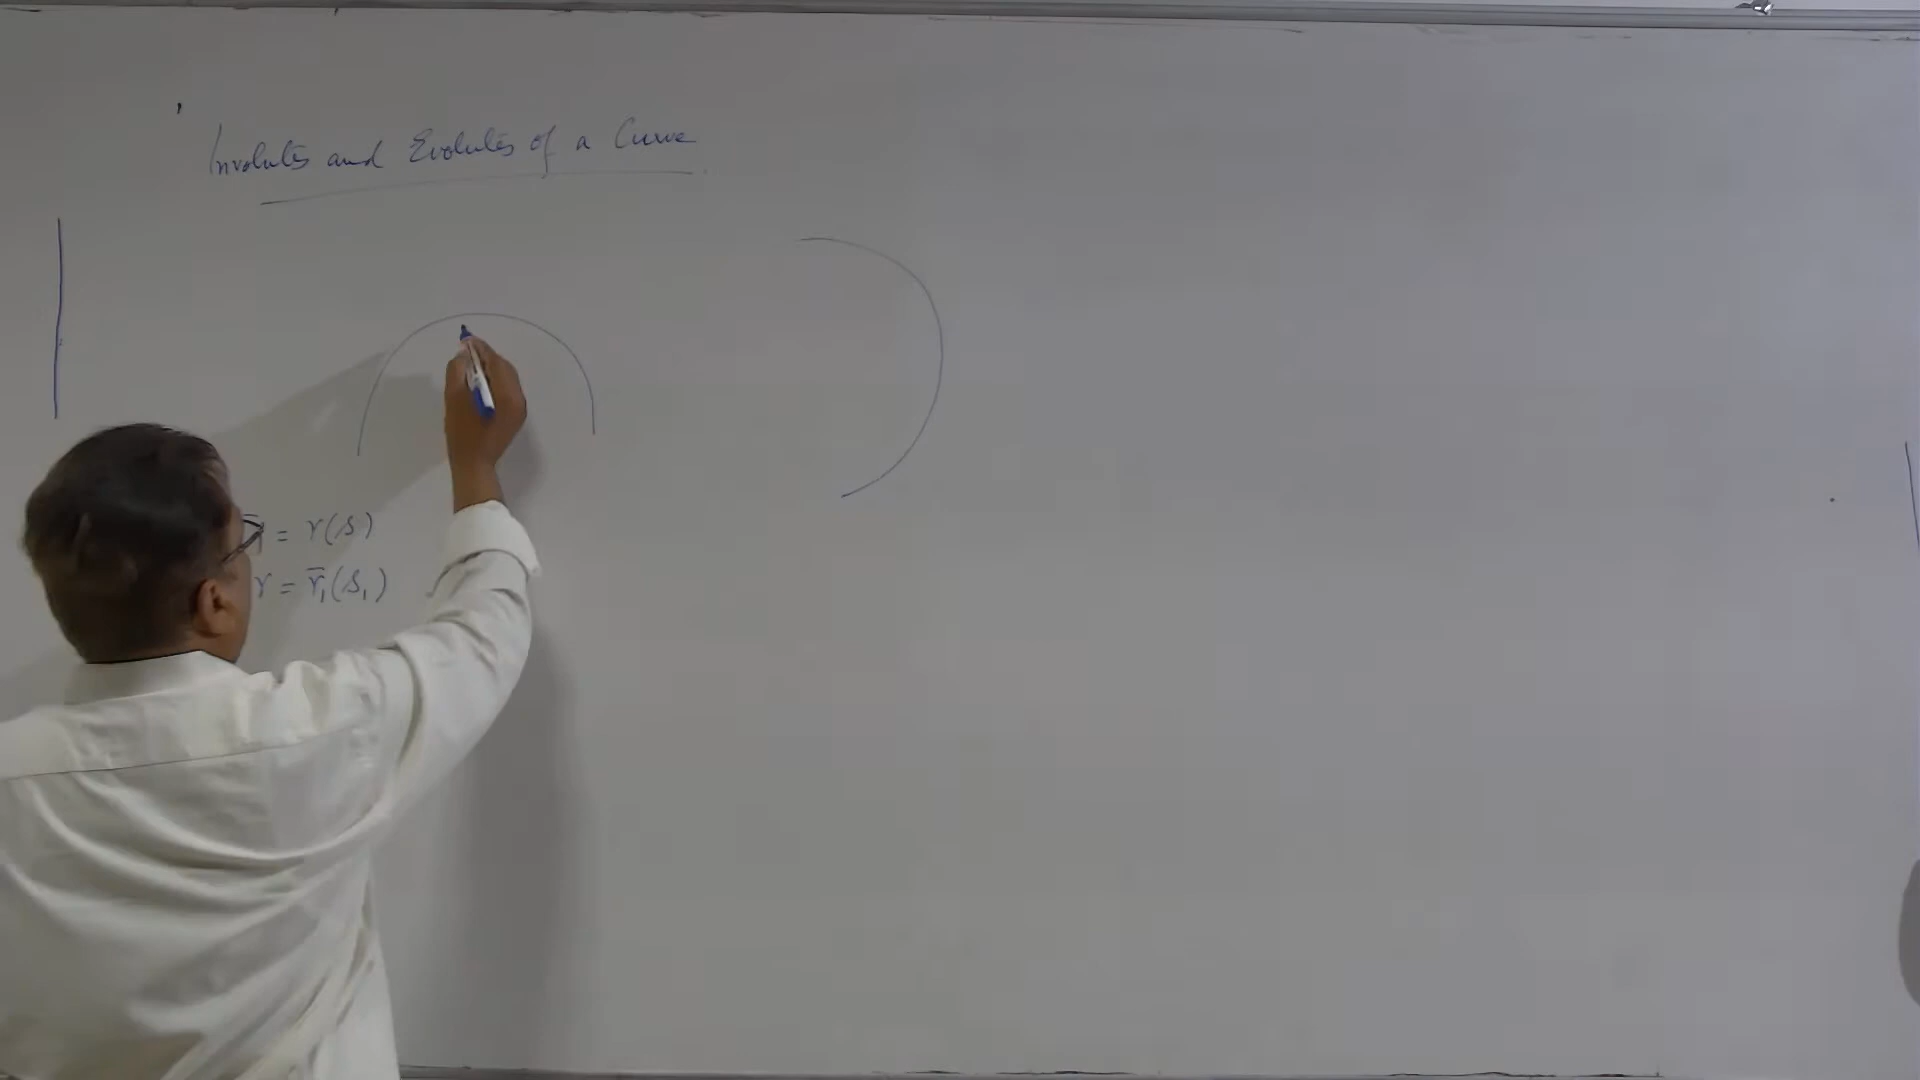 Involutes and Evolutes of a Curve
= r(s)
r = r̄₁(s₁)